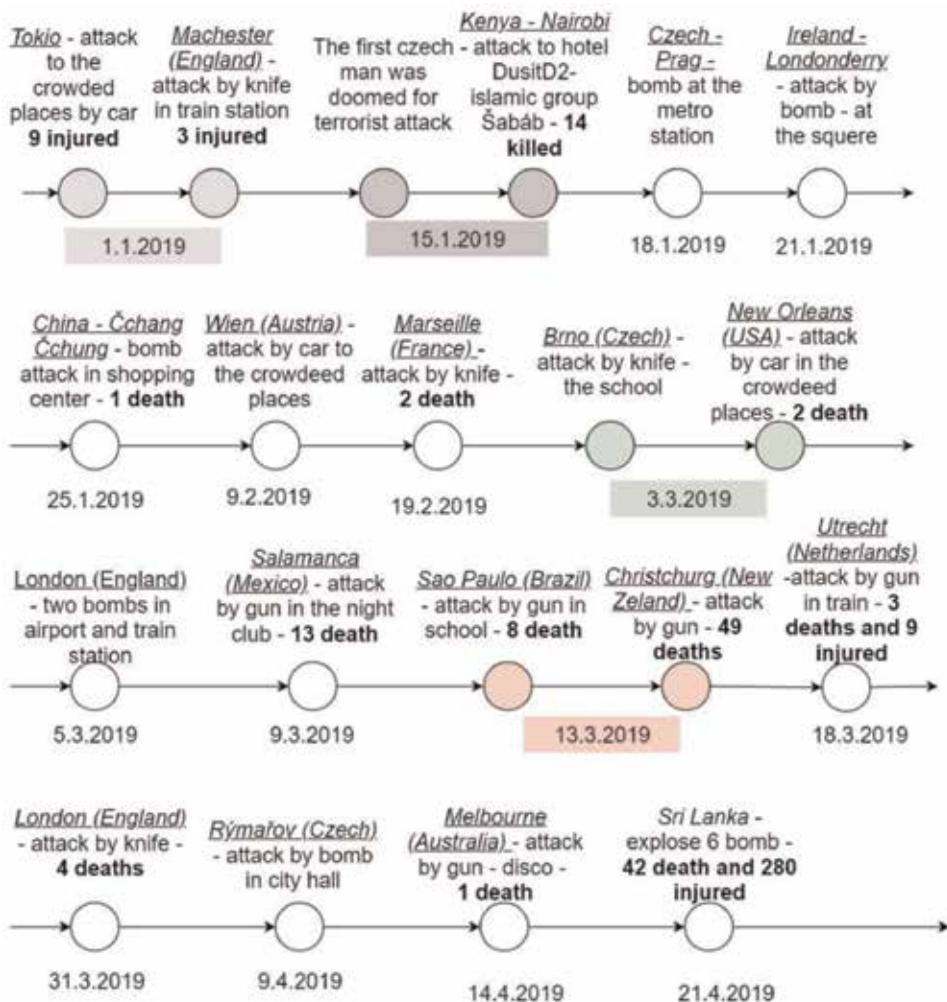 Tokio - attack
to the
crowded
places by car
9 injured
Machester
(England) -
attack by knife
in train station
3 injured
The first czech
man was
doomed for
terrorist attack
Kenya - Nairobi
- attack to hotel
DusitD2-
islamic group
Šabáb - 14
killed
Czech -
Prag -
bomb at the
metro
station
Ireland -
Londonderry
- attack by
bomb - at
the squere
1.1.2019
15.1.2019
18.1.2019
21.1.2019
China - Čchang
Čchung - bomb
attack in shopping
center - 1 death
Wien (Austria) -
attack by car to
the crowdeed
places
Marseille
(France) -
attack by knife -
2 death
Brno (Czech) -
attack by knife -
the school
New Orleans
(USA) - attack
by car in the
crowdeed
places - 2 death
25.1.2019
9.2.2019
19.2.2019
3.3.2019
London (England)
- two bombs in
airport and train
station
Salamanca
(Mexico) - attack
by gun in the night
club - 13 death
Sao Paulo (Brazil)
- attack by gun in
school - 8 death
Christchurg (New
Zeland) - attack
by gun - 49
deaths
Utrecht
(Netherlands)
-attack by gun
in train - 3
deaths and 9
injured
5.3.2019
9.3.2019
13.3.2019
18.3.2019
London (England)
- attack by knife -
4 deaths
Rýmařov (Czech)
- attack by bomb
in city hall
Melbourne
(Australia) - attack
by gun - disco -
1 death
Sri Lanka -
explose 6 bomb -
42 death and 280
injured
31.3.2019
9.4.2019
14.4.2019
21.4.2019